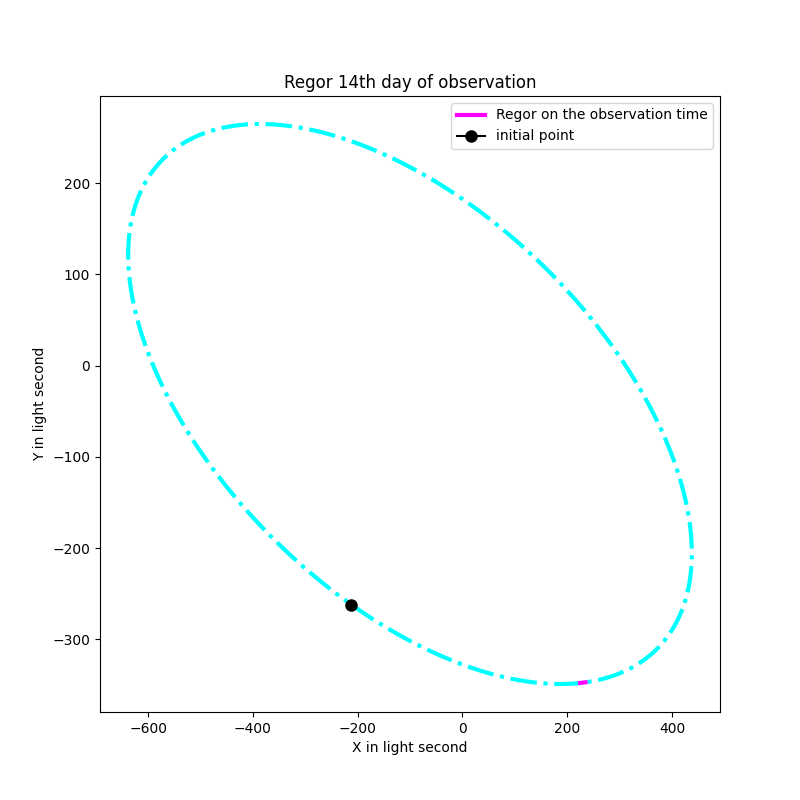 Regor 14th day of observation
Regor on the observation time
initial point
200
100
0
−100
−200
−300
Y in light second
−600
−400
−200
0
200
400
X in light second